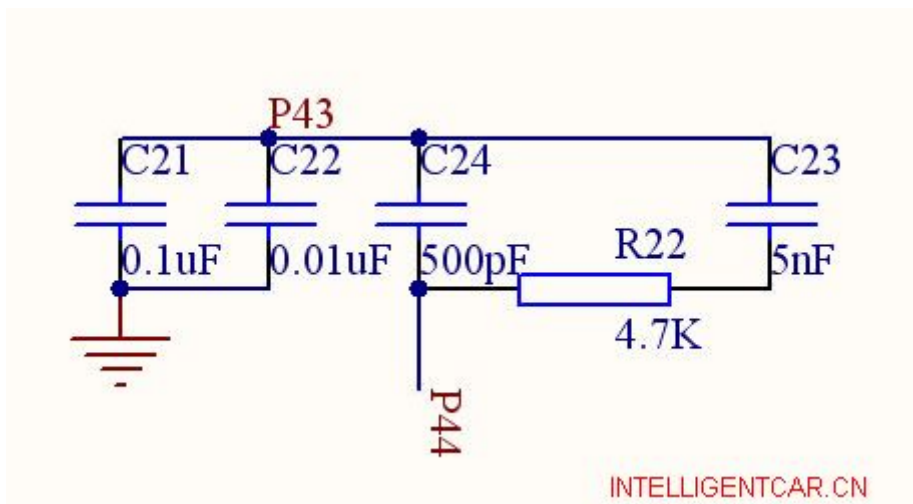 P43
C21
C22
C24
C23
0.1uF
0.01uF
500pF
R22
5nF
4.7K
P44
INTELLIGENTCAR.CN